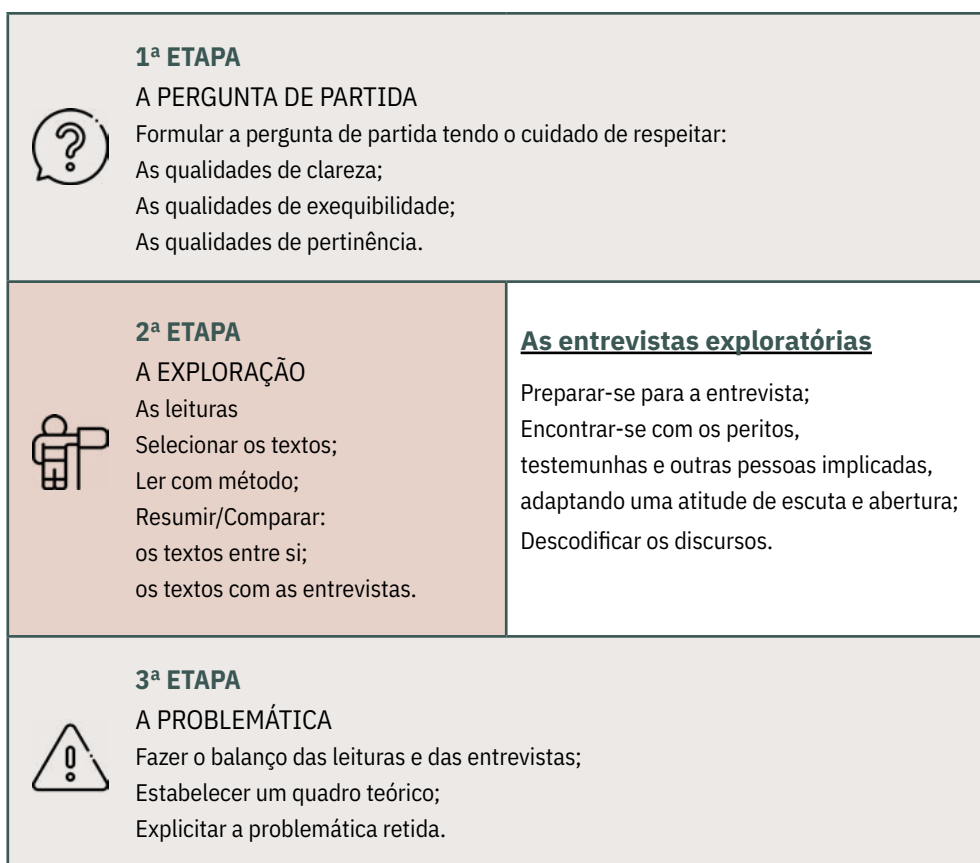 1ª ETAPA
A PERGUNTA DE PARTIDA
Formular a pergunta de partida tendo o cuidado de respeitar:
As qualidades de clareza;
As qualidades de exequibilidade;
As qualidades de pertinência.
2ª ETAPA
A EXPLORAÇÃO
As leituras
Selecionar os textos;
Ler com método;
Resumir/Comparar:
os textos entre si;
os textos com as entrevistas.
As entrevistas exploratórias
Preparar-se para a entrevista;
Encontrar-se com os peritos,
testemunhas e outras pessoas implicadas,
adaptando uma atitude de escuta e abertura;
Descodificar os discursos.
3ª ETAPA
A PROBLEMÁTICA
Fazer o balanço das leituras e das entrevistas;
Estabelecer um quadro teórico;
Explicitar a problemática retida.